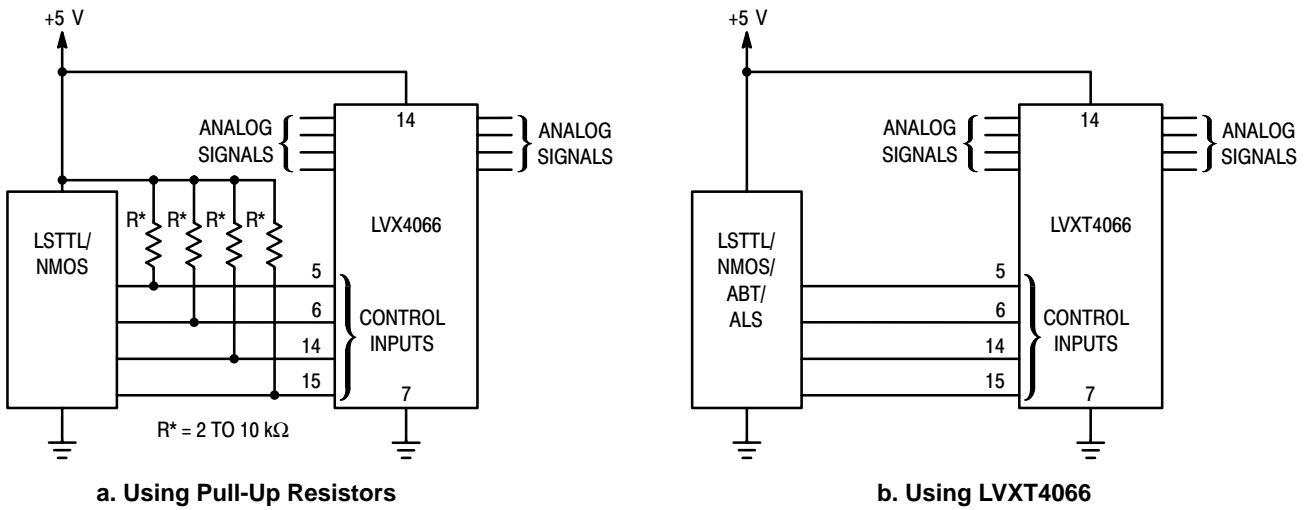 +5 V
14
ANALOG
SIGNALS
ANALOG
SIGNALS
R* R* R* R*
LSTTL/
NMOS
LVX4066
5
6
14
15
CONTROL
INPUTS
7
R* = 2 TO 10 kΩ
a. Using Pull-Up Resistors
+5 V
14
ANALOG
SIGNALS
ANALOG
SIGNALS
LSTTL/
NMOS/
ABT/
ALS
LVXT4066
5
6
14
15
CONTROL
INPUTS
7
b. Using LVXT4066